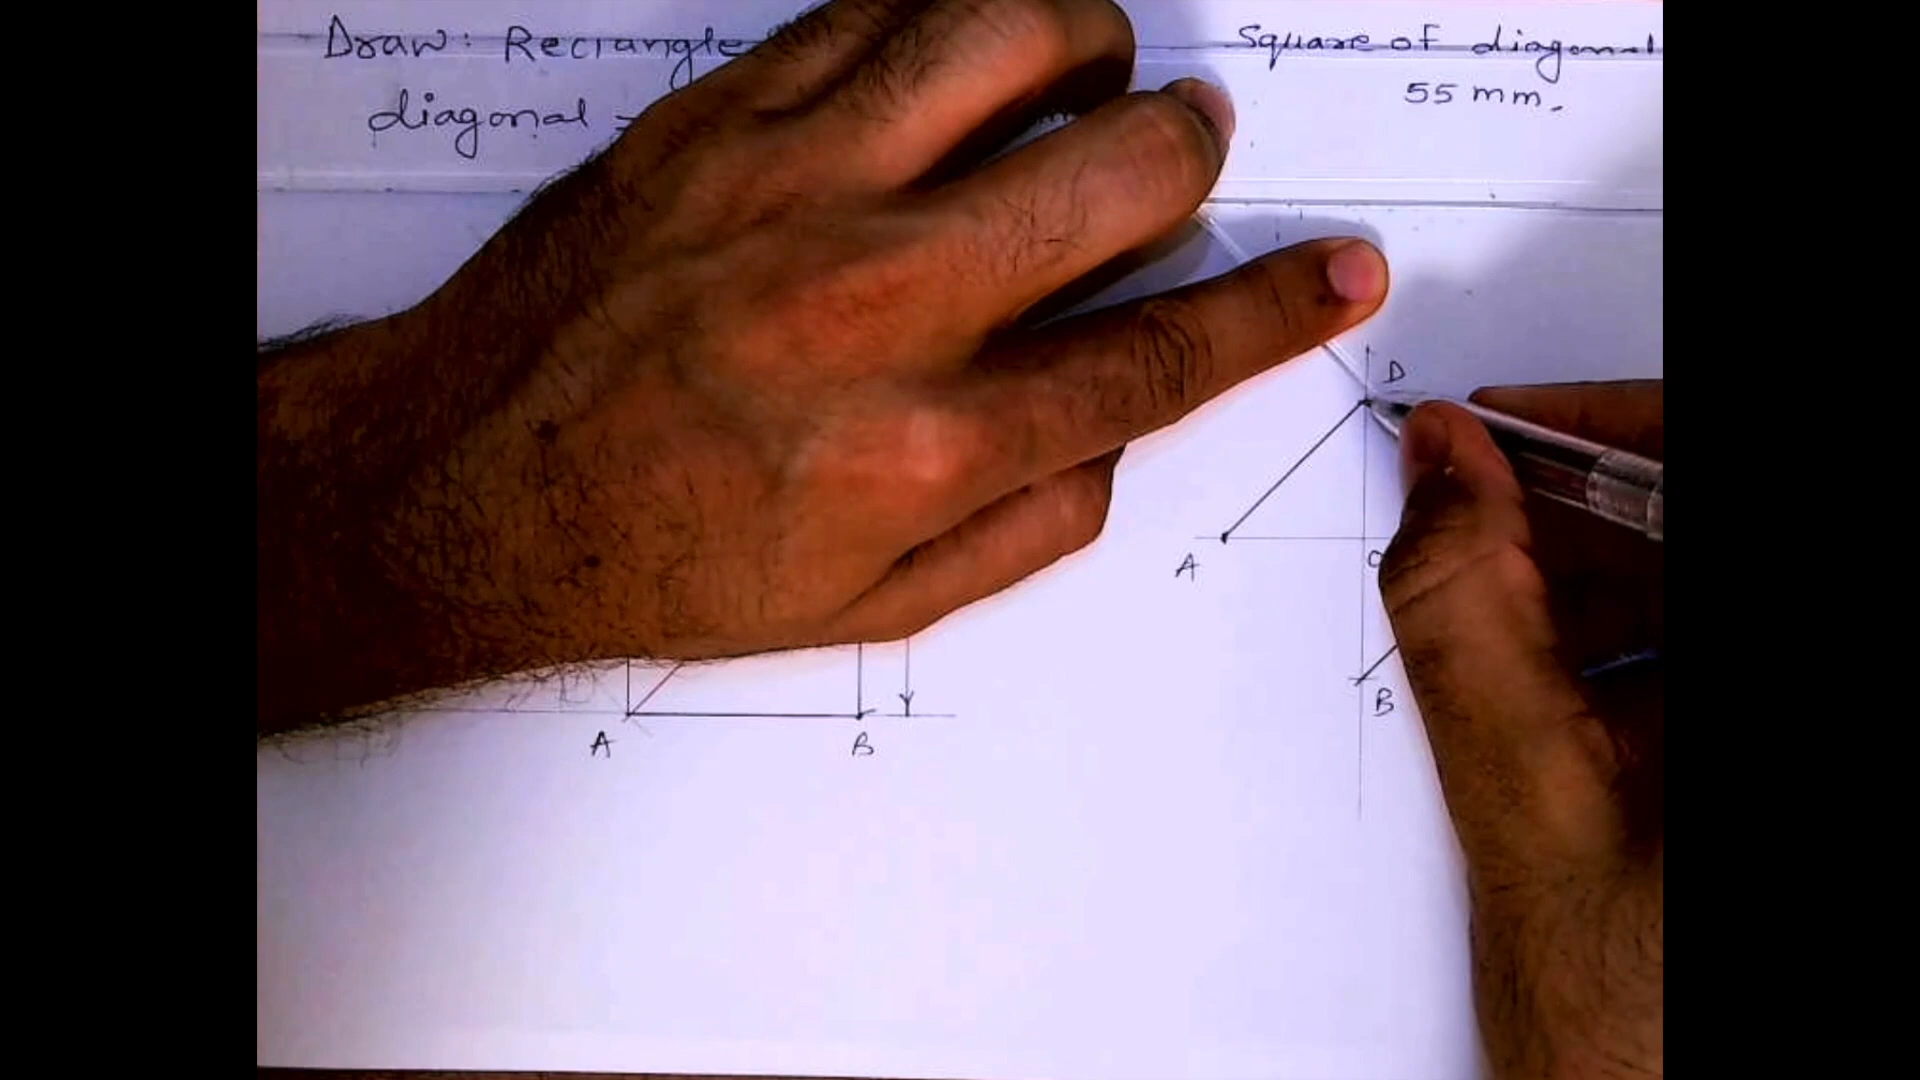 Draw: Rectangle
diagonal =
Square of diagonal
55 mm.
D
A
O
B
A
B